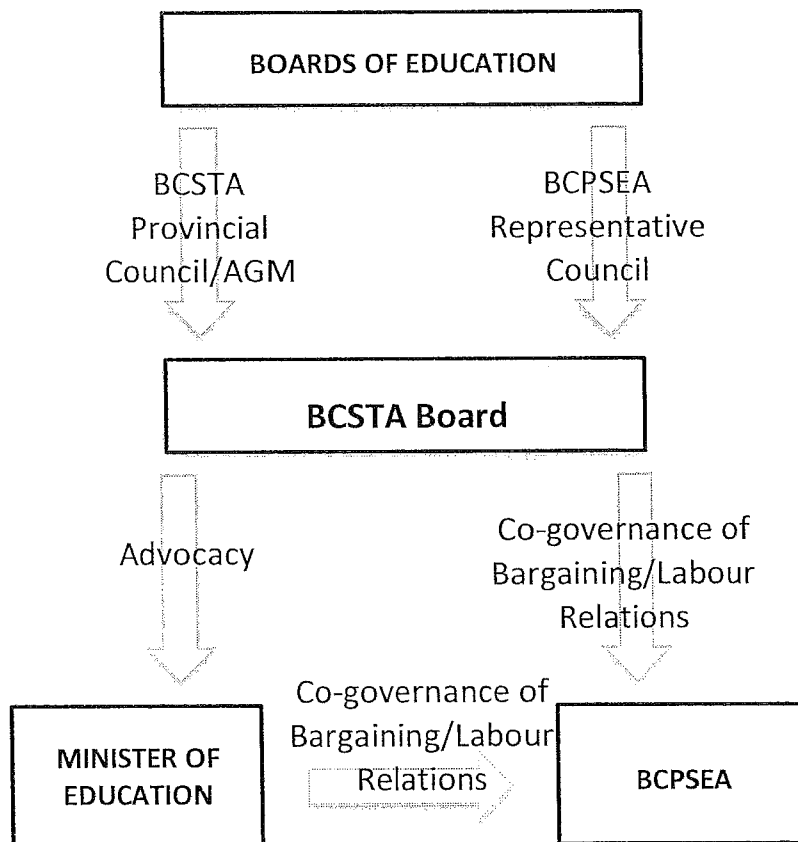 BOARDS OF EDUCATION
BCSTA
Provincial
Council/AGM
BCPSEA
Representative
Council
BCSTA Board
Advocacy
Co-governance of
Bargaining/Labour
Relations
MINISTER OF
EDUCATION
Co-governance of
Bargaining/Labour
Relations
BCPSEA